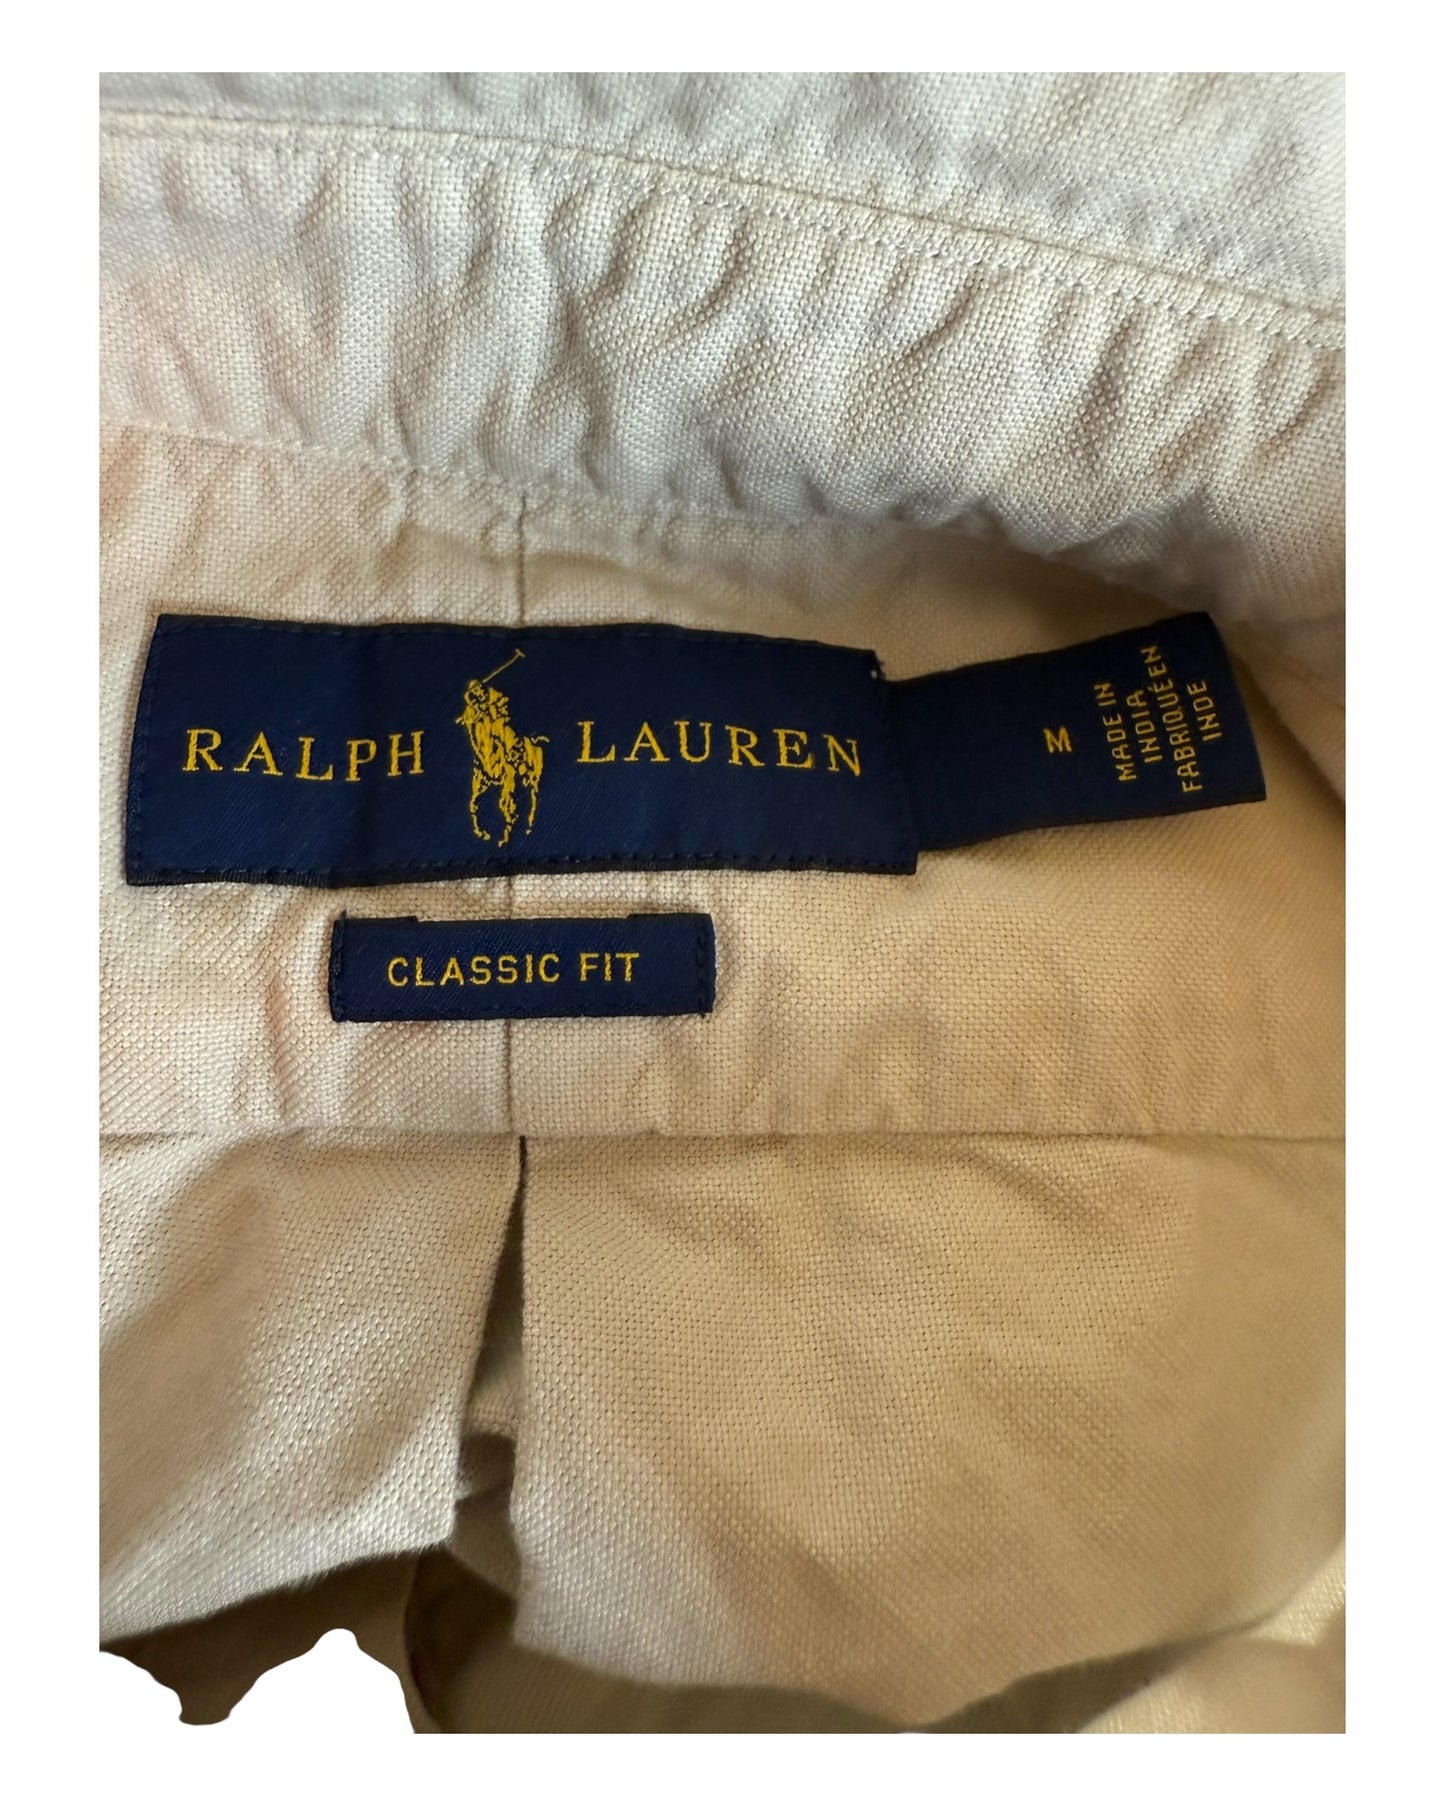 RALPH LAUREN
CLASSIC FIT
M
MADE IN
INDIA
FABRIQUÉ EN
INDE